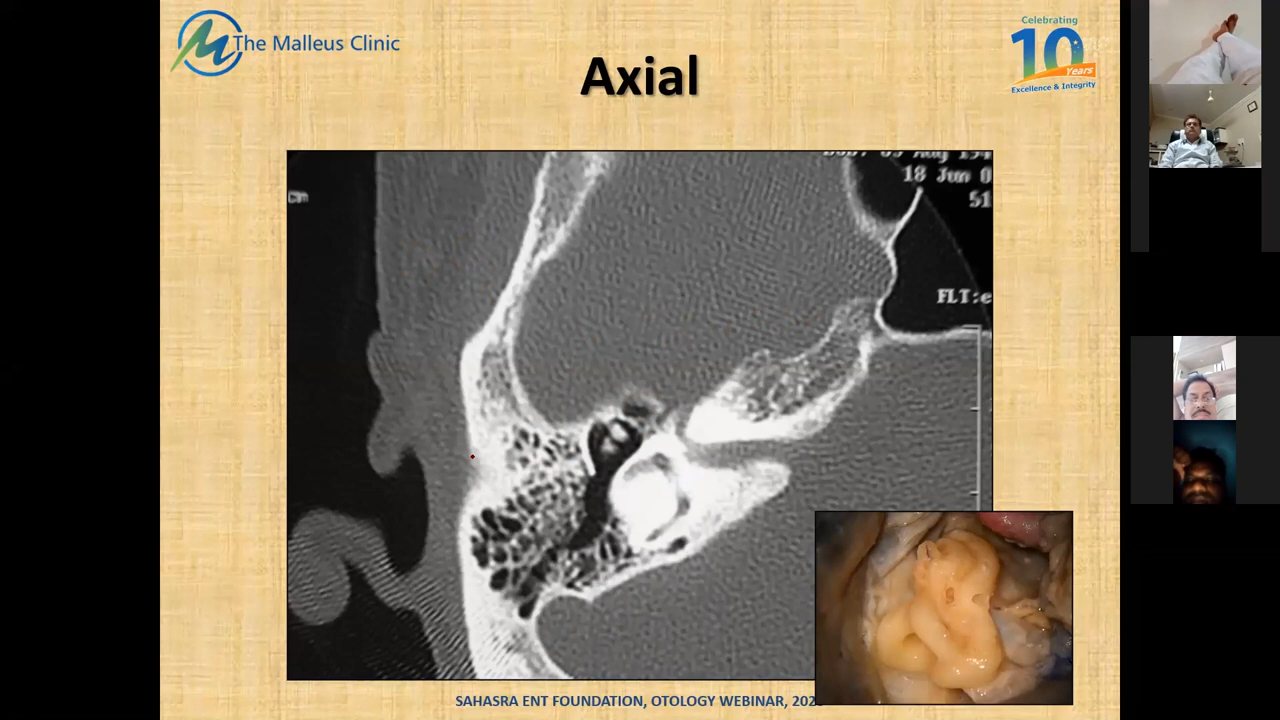 The Malleus Clinic
Celebrating
10
Years
Excellence & Integrity
Axial
18 Jun 0
51
FLT:e
SAHASRA ENT FOUNDATION, OTOLOGY WEBINAR, 202